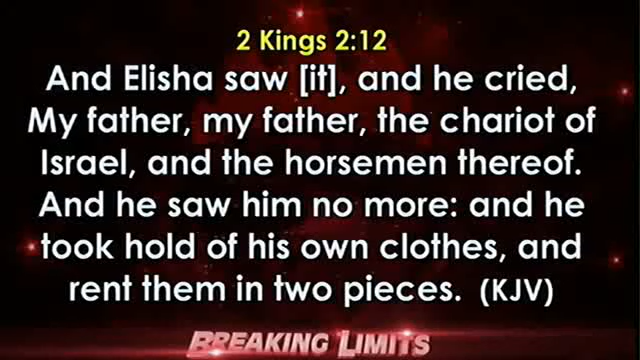 2 Kings 2:12
And Elisha saw [it], and he cried,
My father, my father, the chariot of
Israel, and the horsemen thereof.
And he saw him no more: and he
took hold of his own clothes, and
rent them in two pieces. (KJV)
BREAKING LIMITS